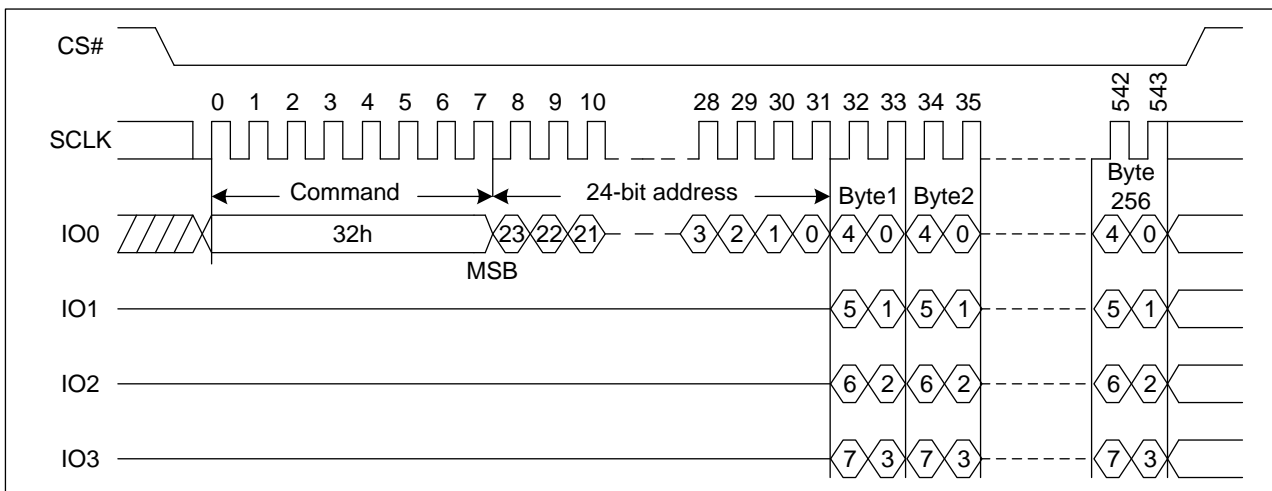 CS#
0 1 2 3 4 5 6 7 8 9 10 28 29 30 31 32 33 34 35 542 543
SCLK
Command 24-bit address Byte1 Byte2 Byte
256
IO0 32h 23 22 21 3 2 1 0 4 0 4 0 4 0
MSB
IO1 5 1 5 1 5 1
IO2 6 2 6 2 6 2
IO3 7 3 7 3 7 3